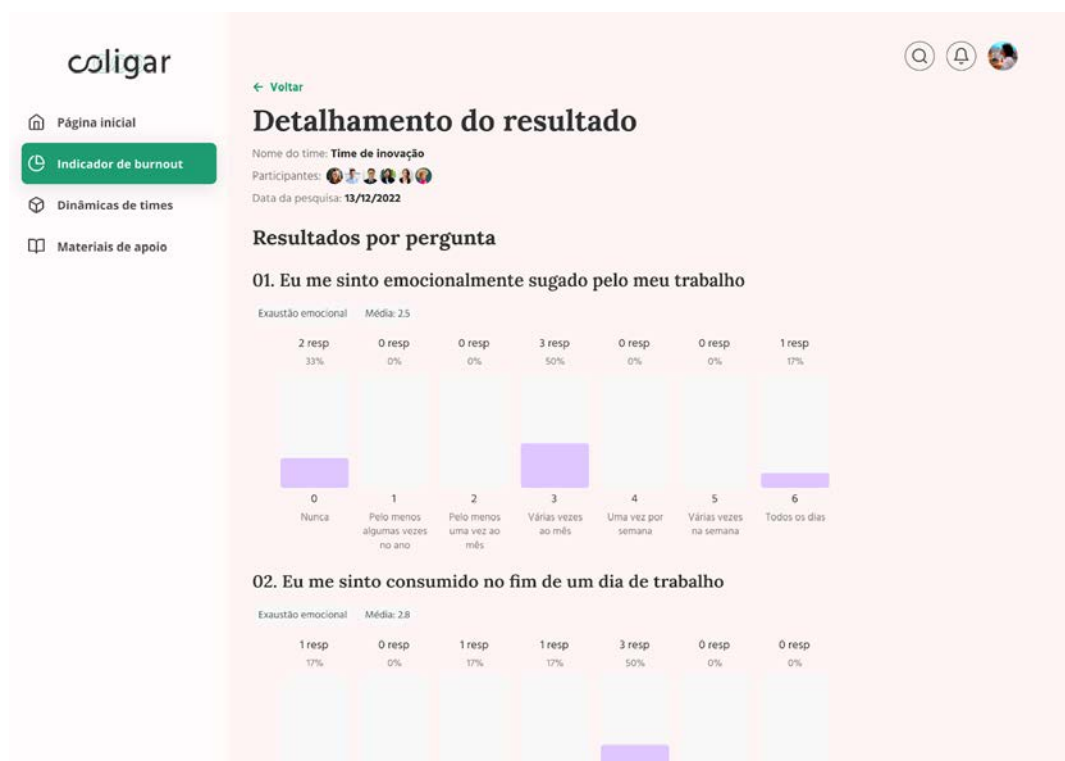 coligar
Página inicial
Indicador de burnout
Dinâmicas de times
Materiais de apoio
← Voltar
Detalhamento do resultado
Nome do time: Time de inovação
Participantes:
Data da pesquisa: 13/12/2022
Resultados por pergunta
01. Eu me sinto emocionalmente sugado pelo meu trabalho
Exaustão emocional Média: 2.5
2 resp 0 resp 0 resp 3 resp 0 resp 0 resp 1 resp
33% 0% 0% 50% 0% 0% 17%
0 1 2 3 4 5 6
Nunca Pelo menos Pelo menos Várias vezes Uma vez por Várias vezes Todos os dias
algumas vezes uma vez ao ao mês semana na semana
no ano mês
02. Eu me sinto consumido no fim de um dia de trabalho
Exaustão emocional Média: 2.8
1 resp 0 resp 1 resp 1 resp 3 resp 0 resp 0 resp
17% 0% 17% 17% 50% 0% 0%